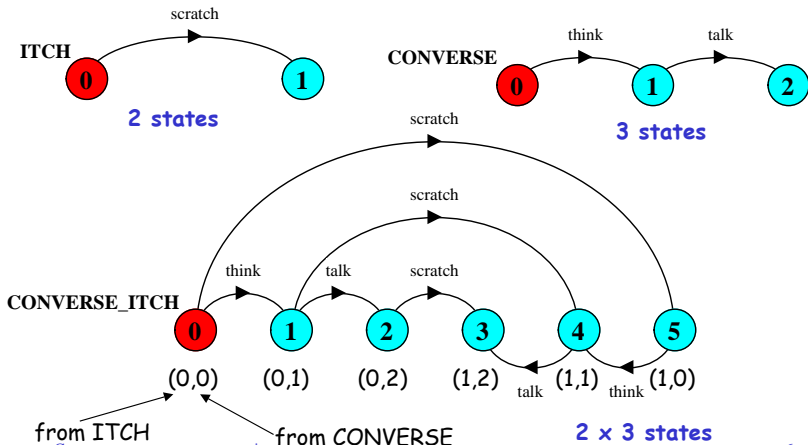 scratch
ITCH
0
1
2 states
think
talk
CONVERSE
0
1
2
3 states
scratch
scratch
think
talk
scratch
CONVERSE_ITCH
0
1
2
3
4
5
talk
think
(0,0)
(0,1)
(0,2)
(1,2)
(1,1)
(1,0)
from ITCH
from CONVERSE
2 x 3 states